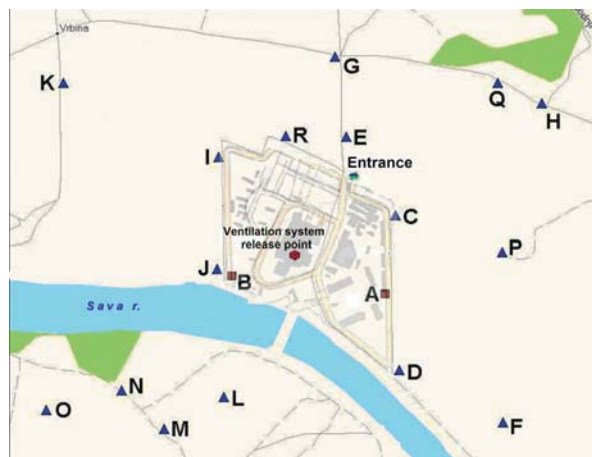 Vrbina
G
K
Q
H
R
E
I
Entrance
C
Ventilation system
release point
P
J
B
A
Sava r.
D
N
L
O
M
F